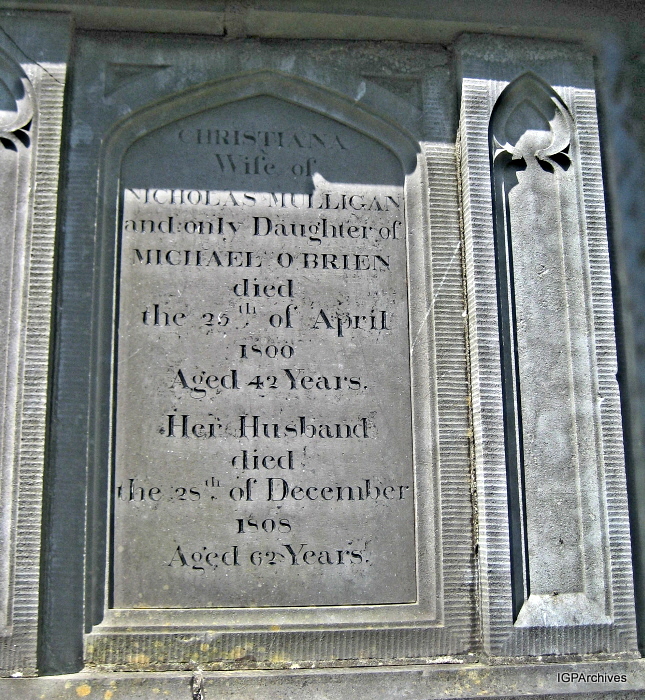 CHRISTIANA
Wife of
NICHOLAS MULLIGAN
and only Daughter of
MICHAEL O'BRIEN
died
the 25th of April
1800
Aged 42 Years.
Her Husband
died
the 28th of December
1808
Aged 62 Years.
IGPArchives